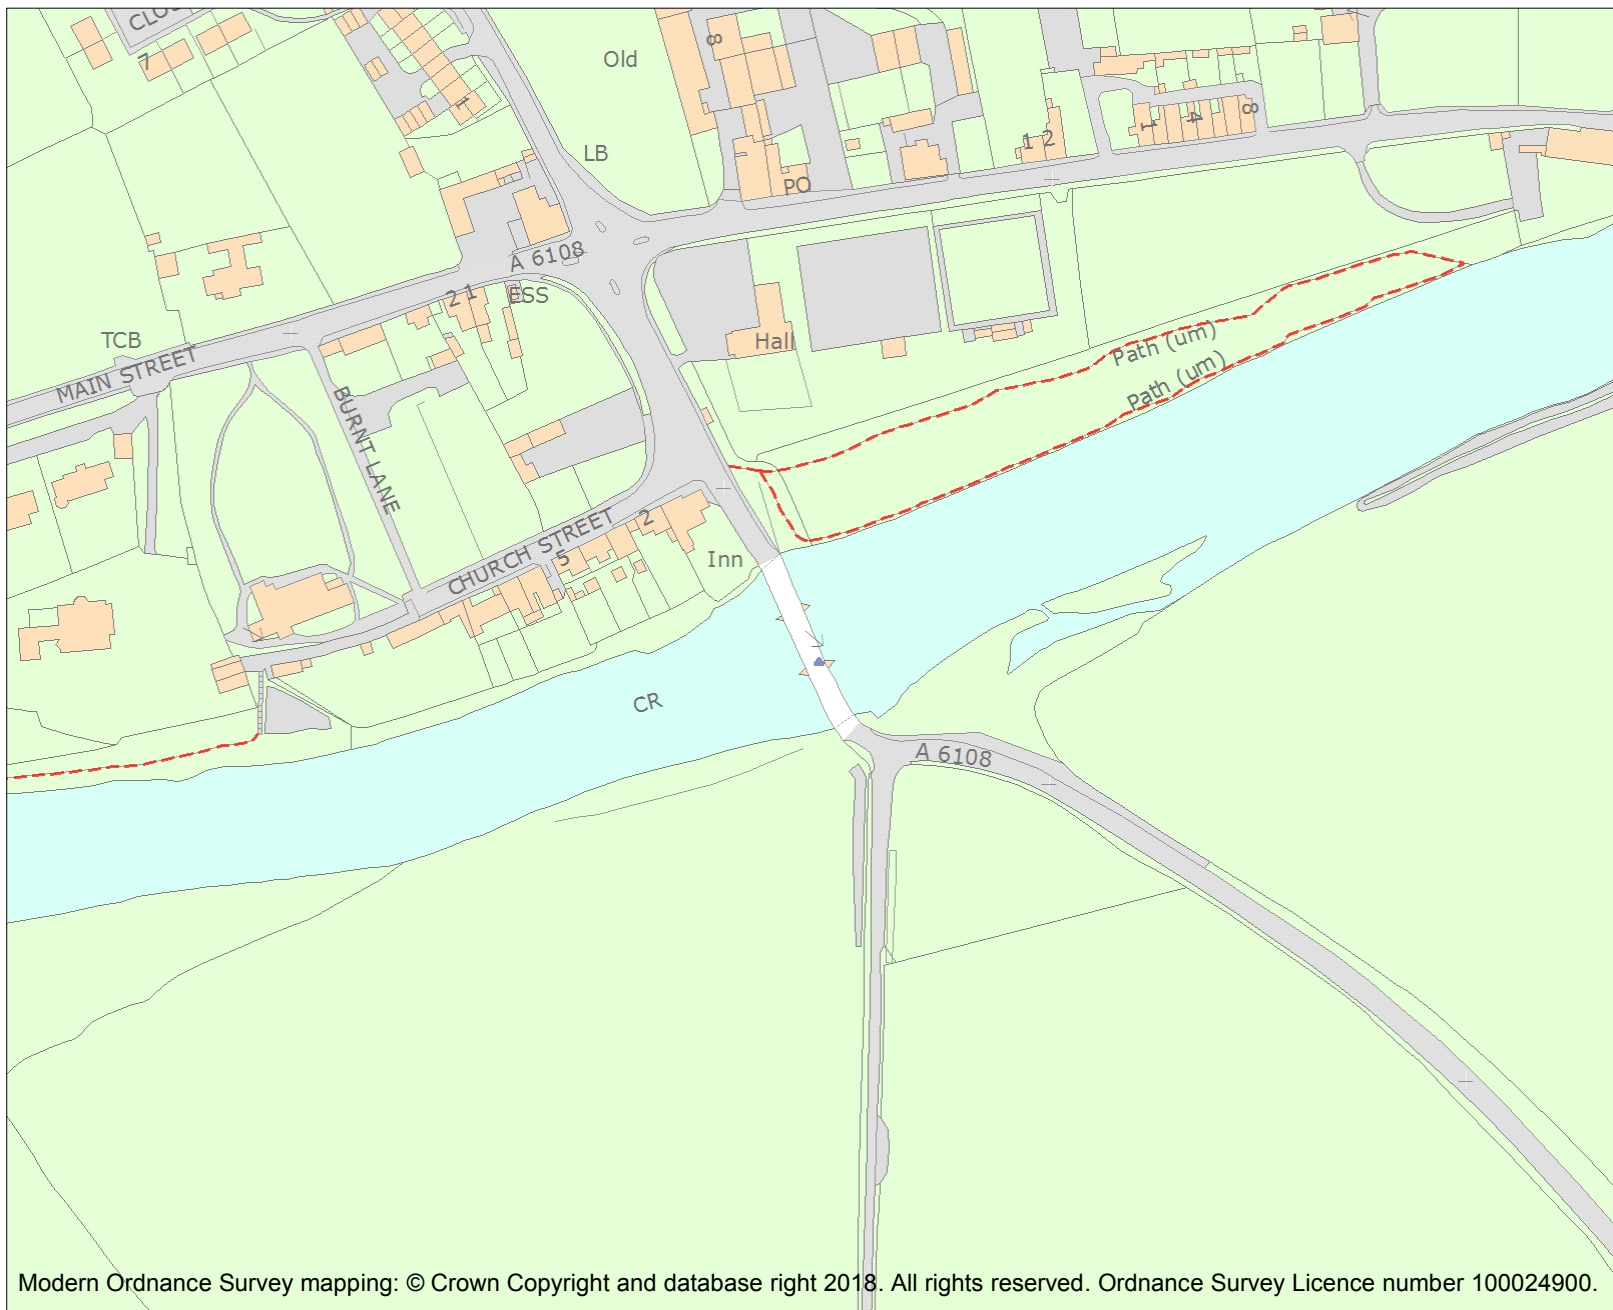 CLOS
7
1
Old
8
LB
PO
1 2
1
4
8
A 6108
2 1
ESS
TCB
MAIN STREET
Hall
Path (um)
Path (um)
BURNT LANE
CHURCH STREET
2
5
Inn
CR
A 6108
Modern Ordnance Survey mapping: © Crown Copyright and database right 2018. All rights reserved. Ordnance Survey Licence number 100024900.